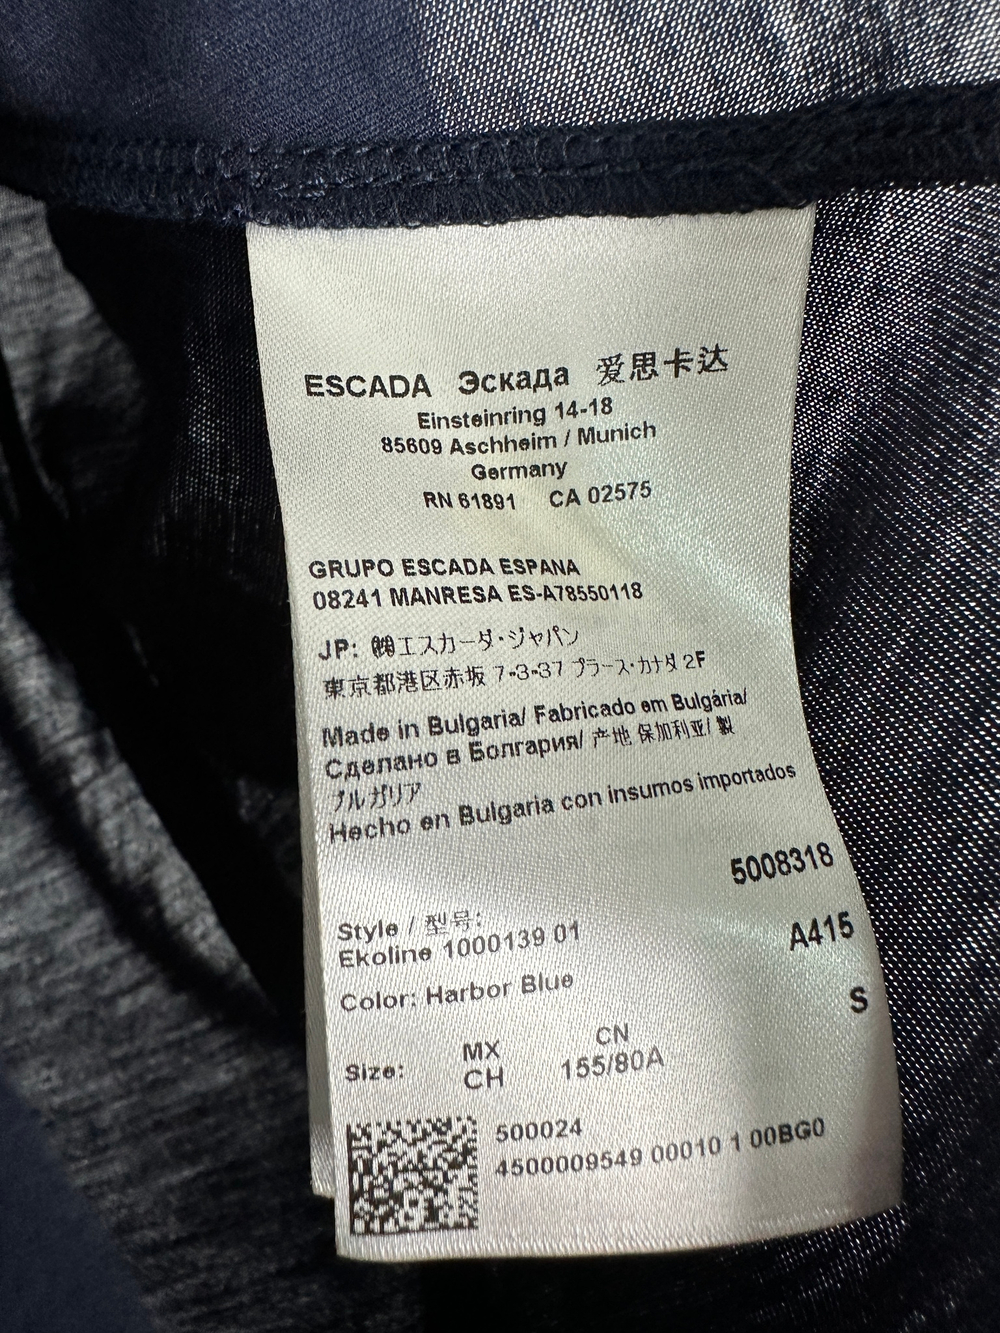 ESCADA Эскада 爱思卡达
Einsteinring 14-18
85609 Aschheim / Munich
Germany
RN 61891 CA 02575
GRUPO ESCADA ESPANA
08241 MANRESA ES-A78550118
JP: ㈱エスカーダ・ジャパン
東京都港区赤坂 7-3-37 プラース・カナダ 2F
Made in Bulgaria/ Fabricado em Bulgária/
Сделано в Болгария/ 产地 保加利亚/ 製
ブルガリア
Hecho en Bulgaria con insumos importados
5008318
Style / 型号:
Ekoline 1000139 01
A415
Color: Harbor Blue
S
MX CN
Size: CH 155/80A
500024
4500009549 00010 1 00BG0